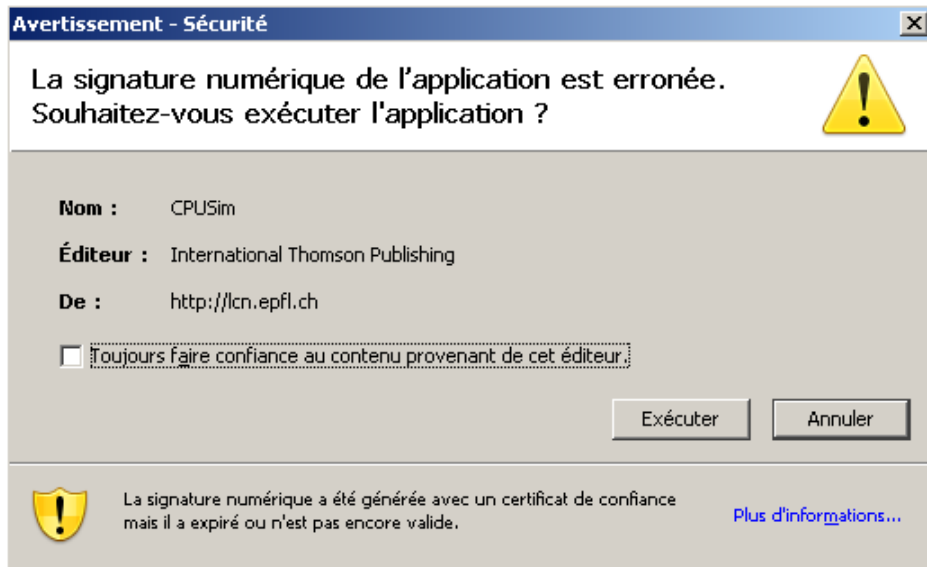 Avertissement - Sécurité
La signature numérique de l'application est erronée.
Souhaitez-vous exécuter l'application ?
Nom : CPUSim
Éditeur : International Thomson Publishing
De : http://lcn.epfl.ch
Toujours faire confiance au contenu provenant de cet éditeur.
Exécuter Annuler
La signature numérique a été générée avec un certificat de confiance
mais il a expiré ou n'est pas encore valide.
Plus d'informations...